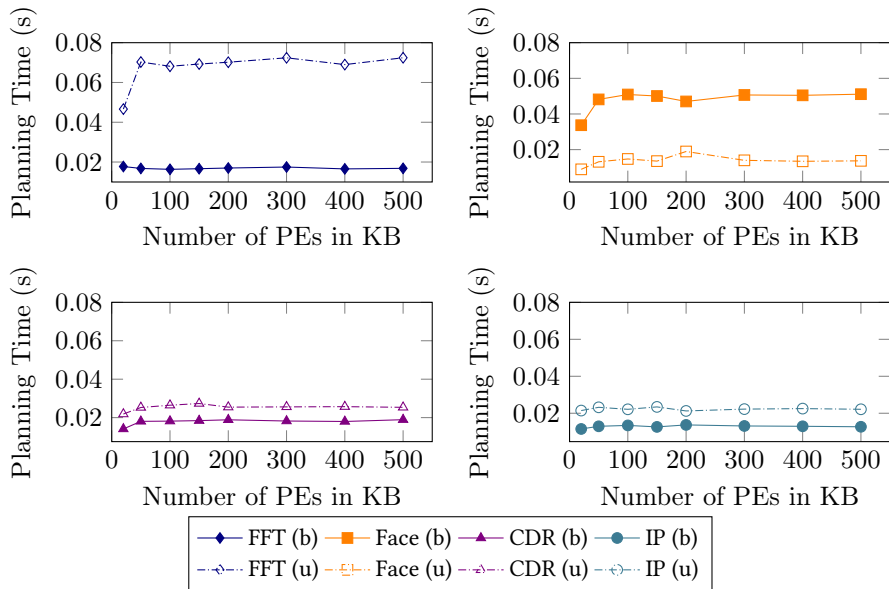 0.08
0.06
0.04
0.02
0 100 200 300 400 500
Number of PEs in KB
Planning Time (s)
0.08
0.06
0.04
0.02
0 100 200 300 400 500
Number of PEs in KB
Planning Time (s)
0.08
0.06
0.04
0.02
0 100 200 300 400 500
Number of PEs in KB
Planning Time (s)
0.08
0.06
0.04
0.02
0 100 200 300 400 500
Number of PEs in KB
Planning Time (s)
FFT (b) Face (b) CDR (b) IP (b)
FFT (u) Face (u) CDR (u) IP (u)